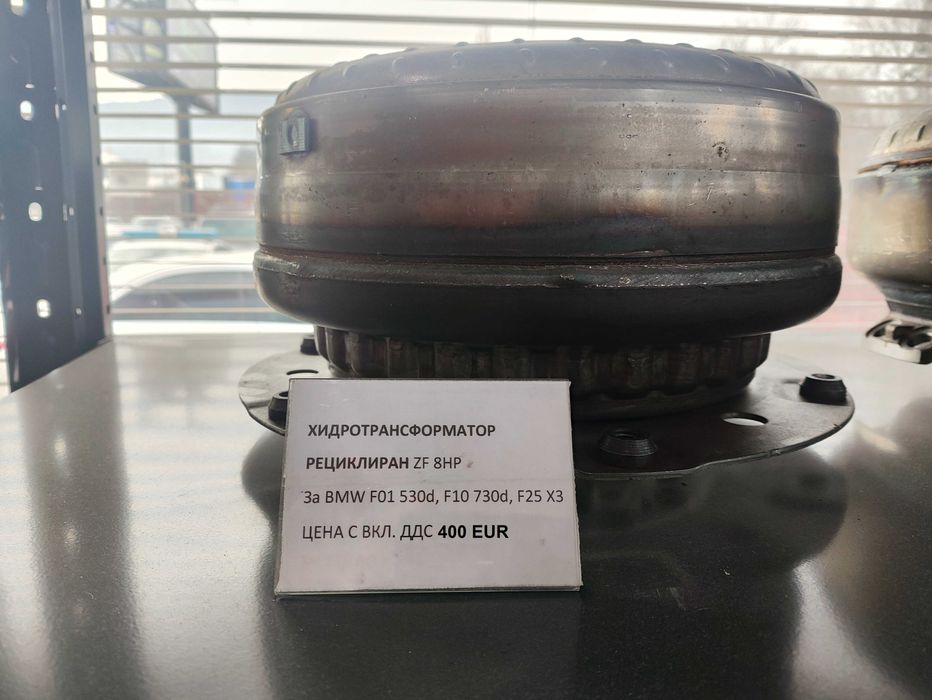 ХИДРОТРАНСФОРМАТОР
РЕЦИКЛИРАН ZF 8HP
За BMW F01 530d, F10 730d, F25 X3
ЦЕНА С ВКЛ. ДДС 400 EUR